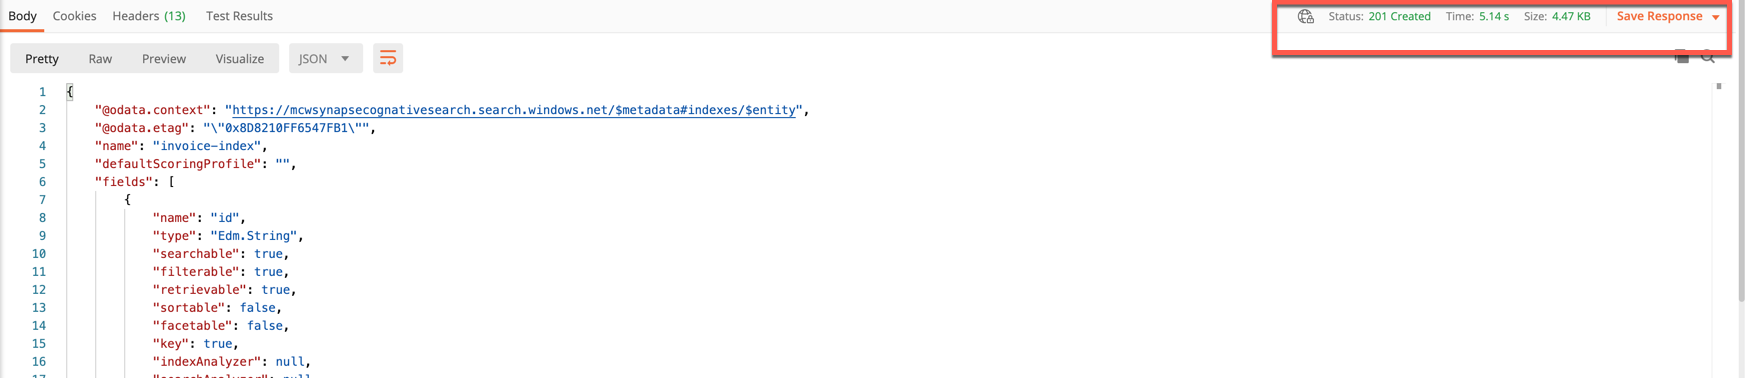 Body Cookies Headers (13) Test Results Status: 201 Created Time: 5.14 s Size: 4.47 KB Save Response
Pretty Raw Preview Visualize JSON
1 {
2 "@odata.context": "https://mcwsynapsecognativesearch.search.windows.net/$metadata#indexes/$entity",
3 "@odata.etag": "\"0x8D8210FF6547FB1\"",
4 "name": "invoice-index",
5 "defaultScoringProfile": "",
6 "fields": [
7 {
8 "name": "id",
9 "type": "Edm.String",
10 "searchable": true,
11 "filterable": true,
12 "retrievable": true,
13 "sortable": false,
14 "facetable": false,
15 "key": true,
16 "indexAnalyzer": null,
17 "searchAnalyzer": null,